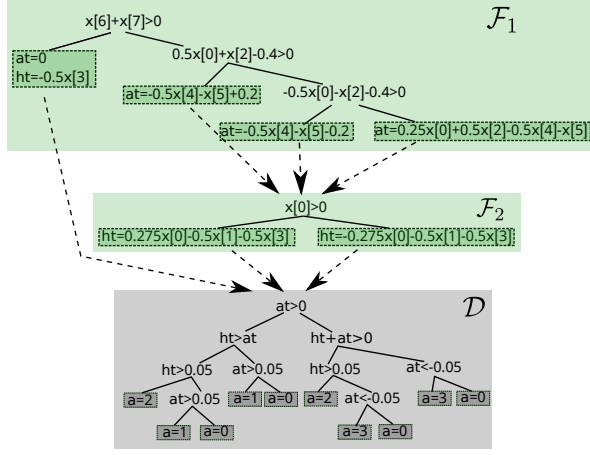 x[6]+x[7]>0
F1
at=0
ht=-0.5x[3]
0.5x[0]+x[2]-0.4>0
at=-0.5x[4]-x[5]+0.2
-0.5x[0]-x[2]-0.4>0
at=-0.5x[4]-x[5]-0.2
at=0.25x[0]+0.5x[2]-0.5x[4]-x[5]
x[0]>0
F2
ht=0.275x[0]-0.5x[1]-0.5x[3]
ht=-0.275x[0]-0.5x[1]-0.5x[3]
at>0
D
ht>at
ht+at>0
ht>0.05
at>0.05
ht>0.05
at<-0.05
a=2
at>0.05
a=1
a=0
a=2
at<-0.05
a=3
a=0
a=1
a=0
a=3
a=0